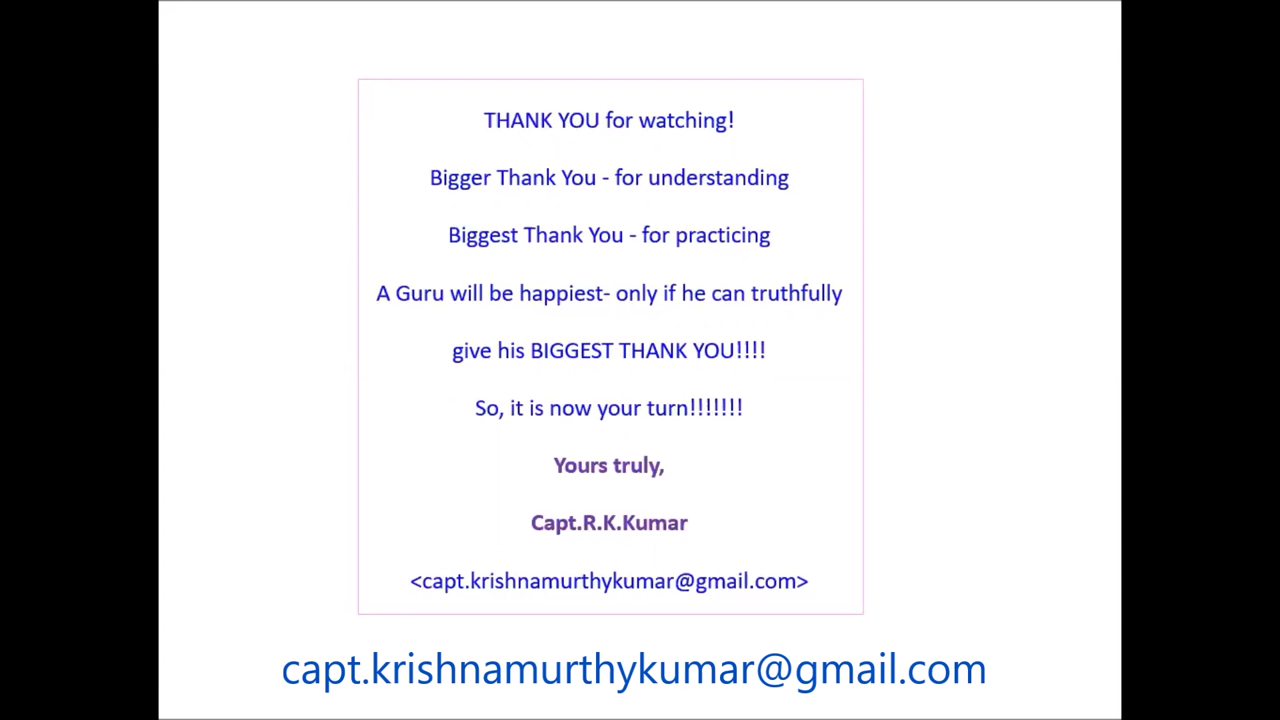 THANK YOU for watching!
Bigger Thank You - for understanding
Biggest Thank You - for practicing
A Guru will be happiest- only if he can truthfully
give his BIGGEST THANK YOU!!!!
So, it is now your turn!!!!!!!
Yours truly,
Capt.R.K.Kumar
<capt.krishnamurthykumar@gmail.com>
capt.krishnamurthykumar@gmail.com